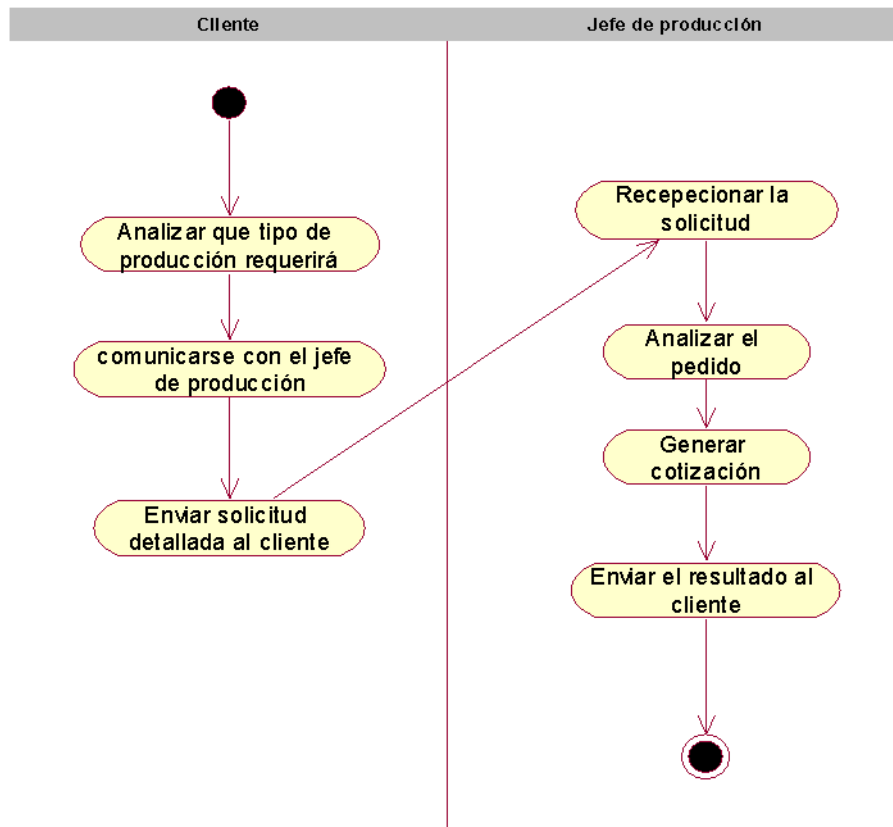 Cliente
Jefe de producción
Analizar que tipo de
producción requerirá
comunicarse con el jefe
de producción
Enviar solicitud
detallada al cliente
Recepecionar la
solicitud
Analizar el
pedido
Generar
cotización
Enviar el resultado al
cliente